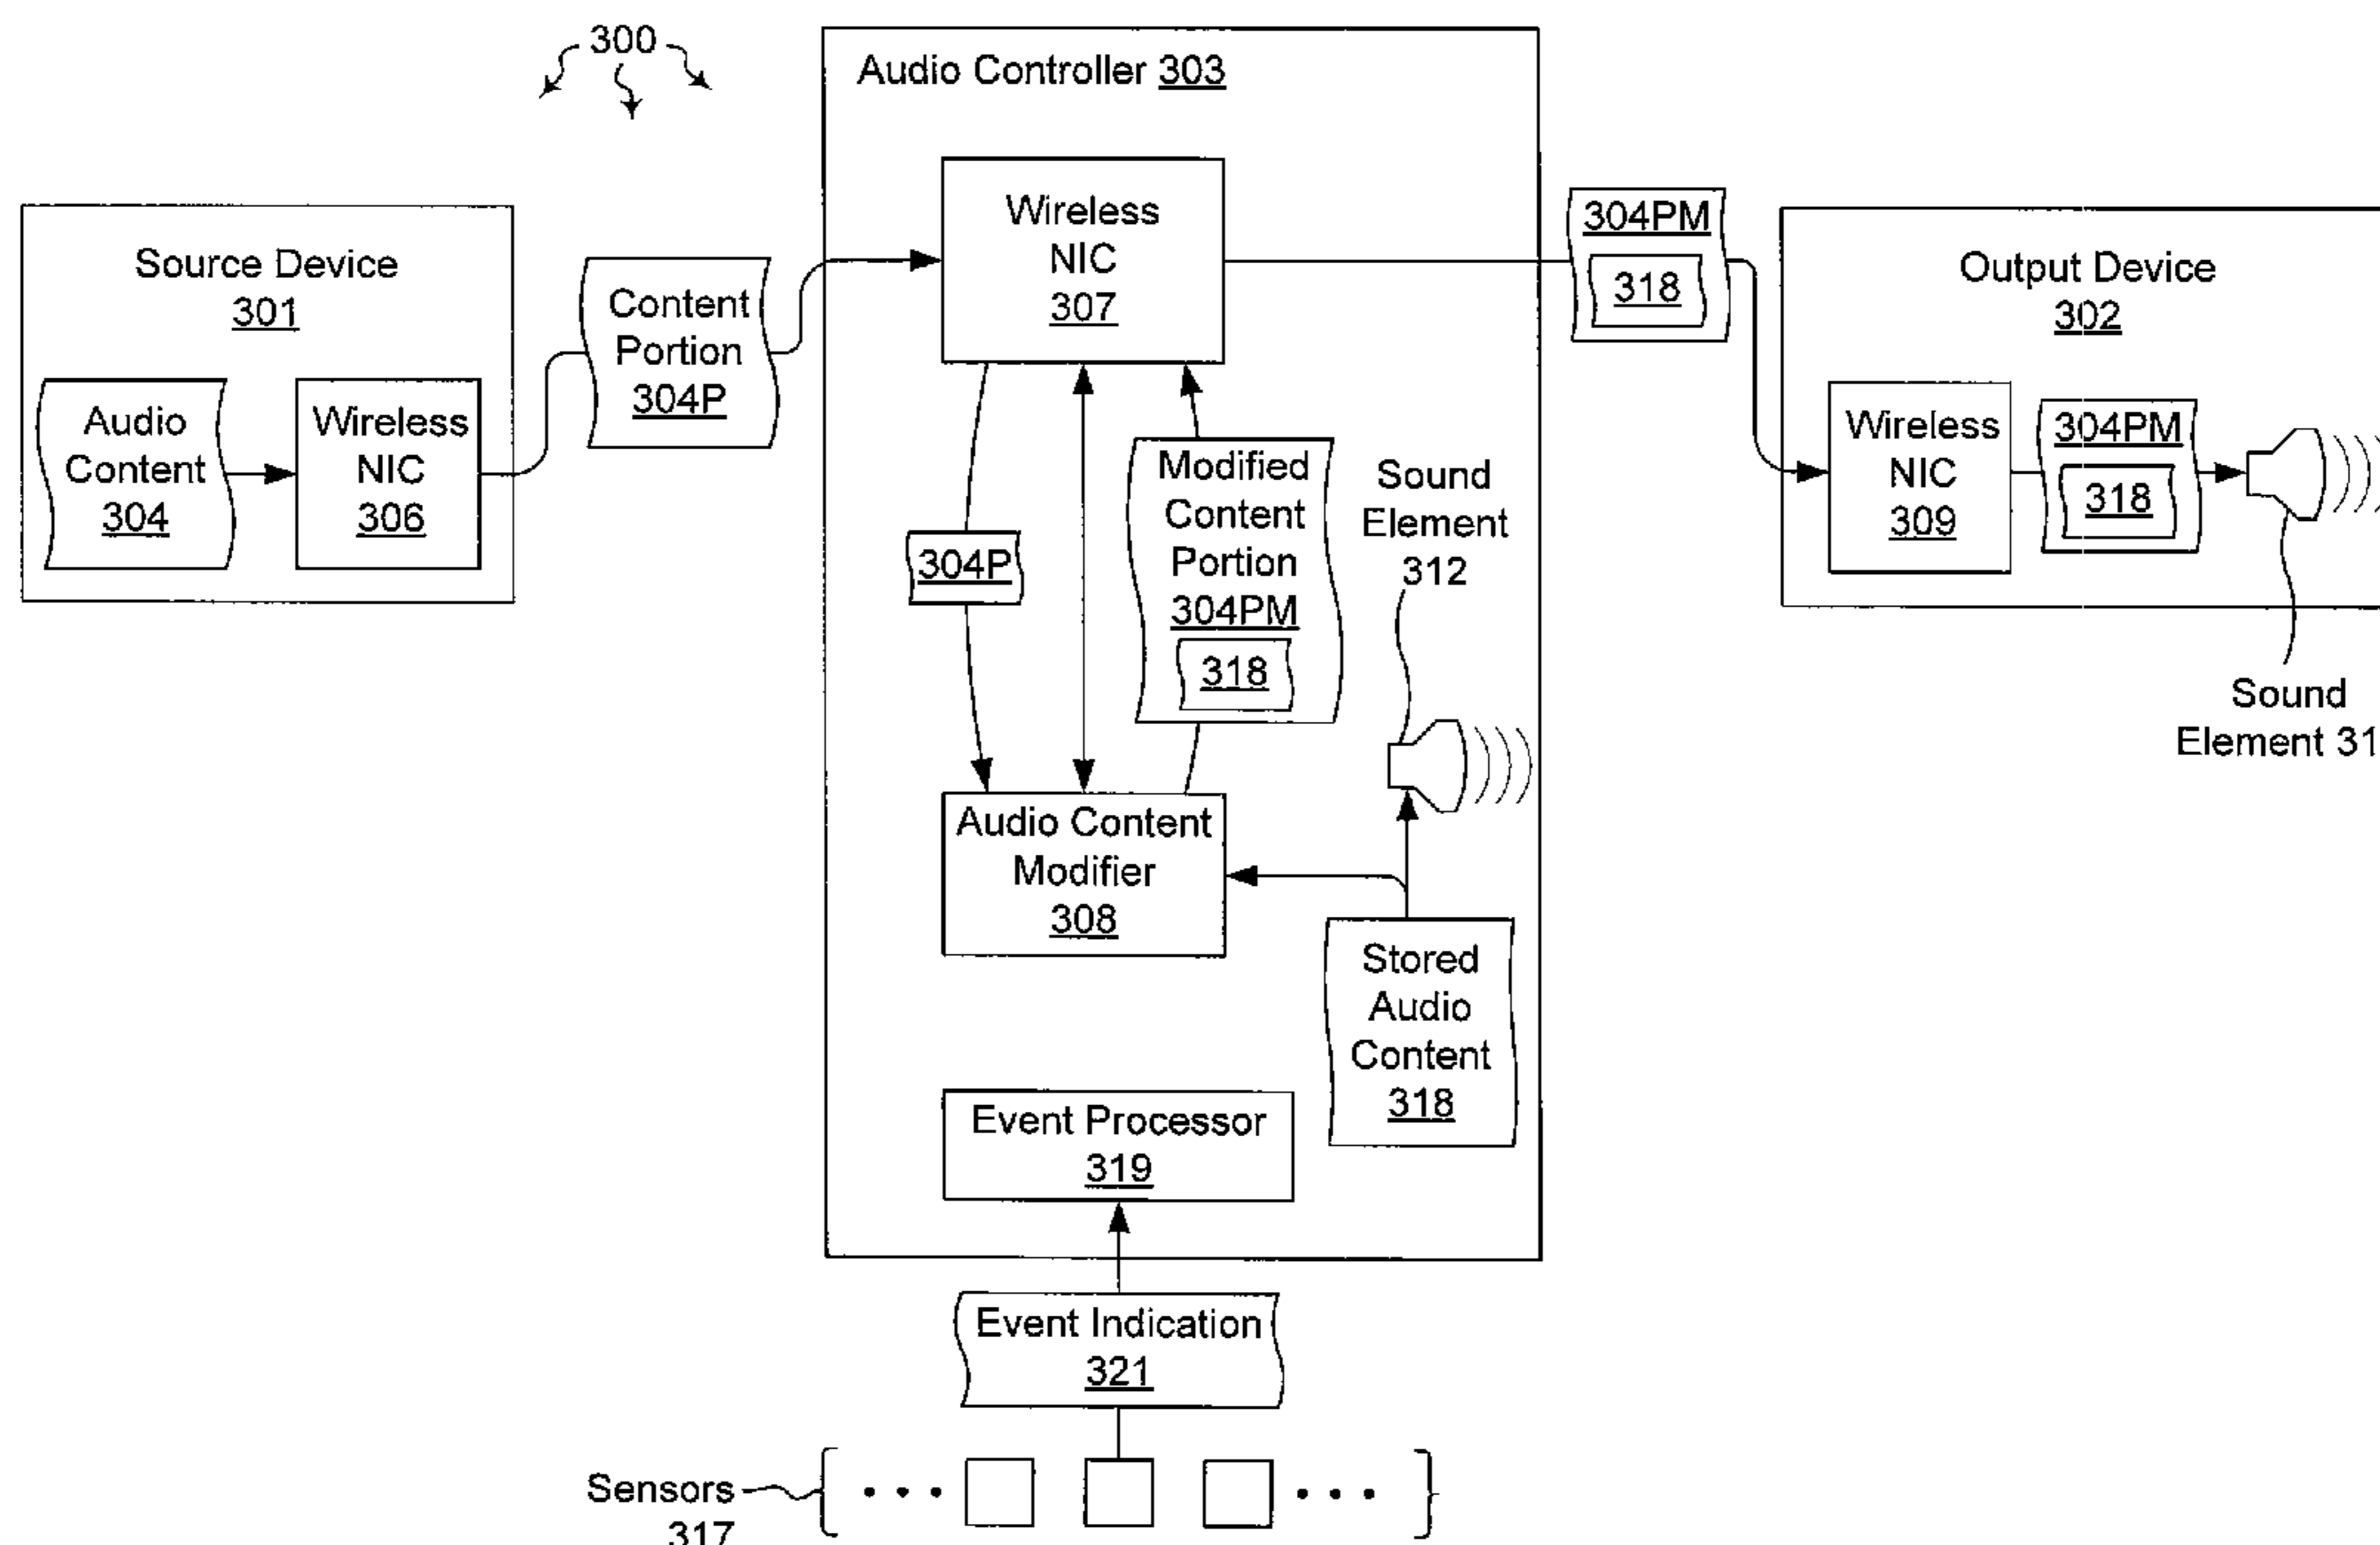 300
Audio Controller 303
Source Device
301
Audio
Content
304
Wireless
NIC
306
Content
Portion
304P
Wireless
NIC
307
304P
Modified
Content
Portion
304PM
318
Sound
Element
312
Audio Content
Modifier
308
Stored
Audio
Content
318
Event Processor
319
Event Indication
321
Sensors
317
304PM
318
Output Device
302
Wireless
NIC
309
304PM
318
Sound
Element